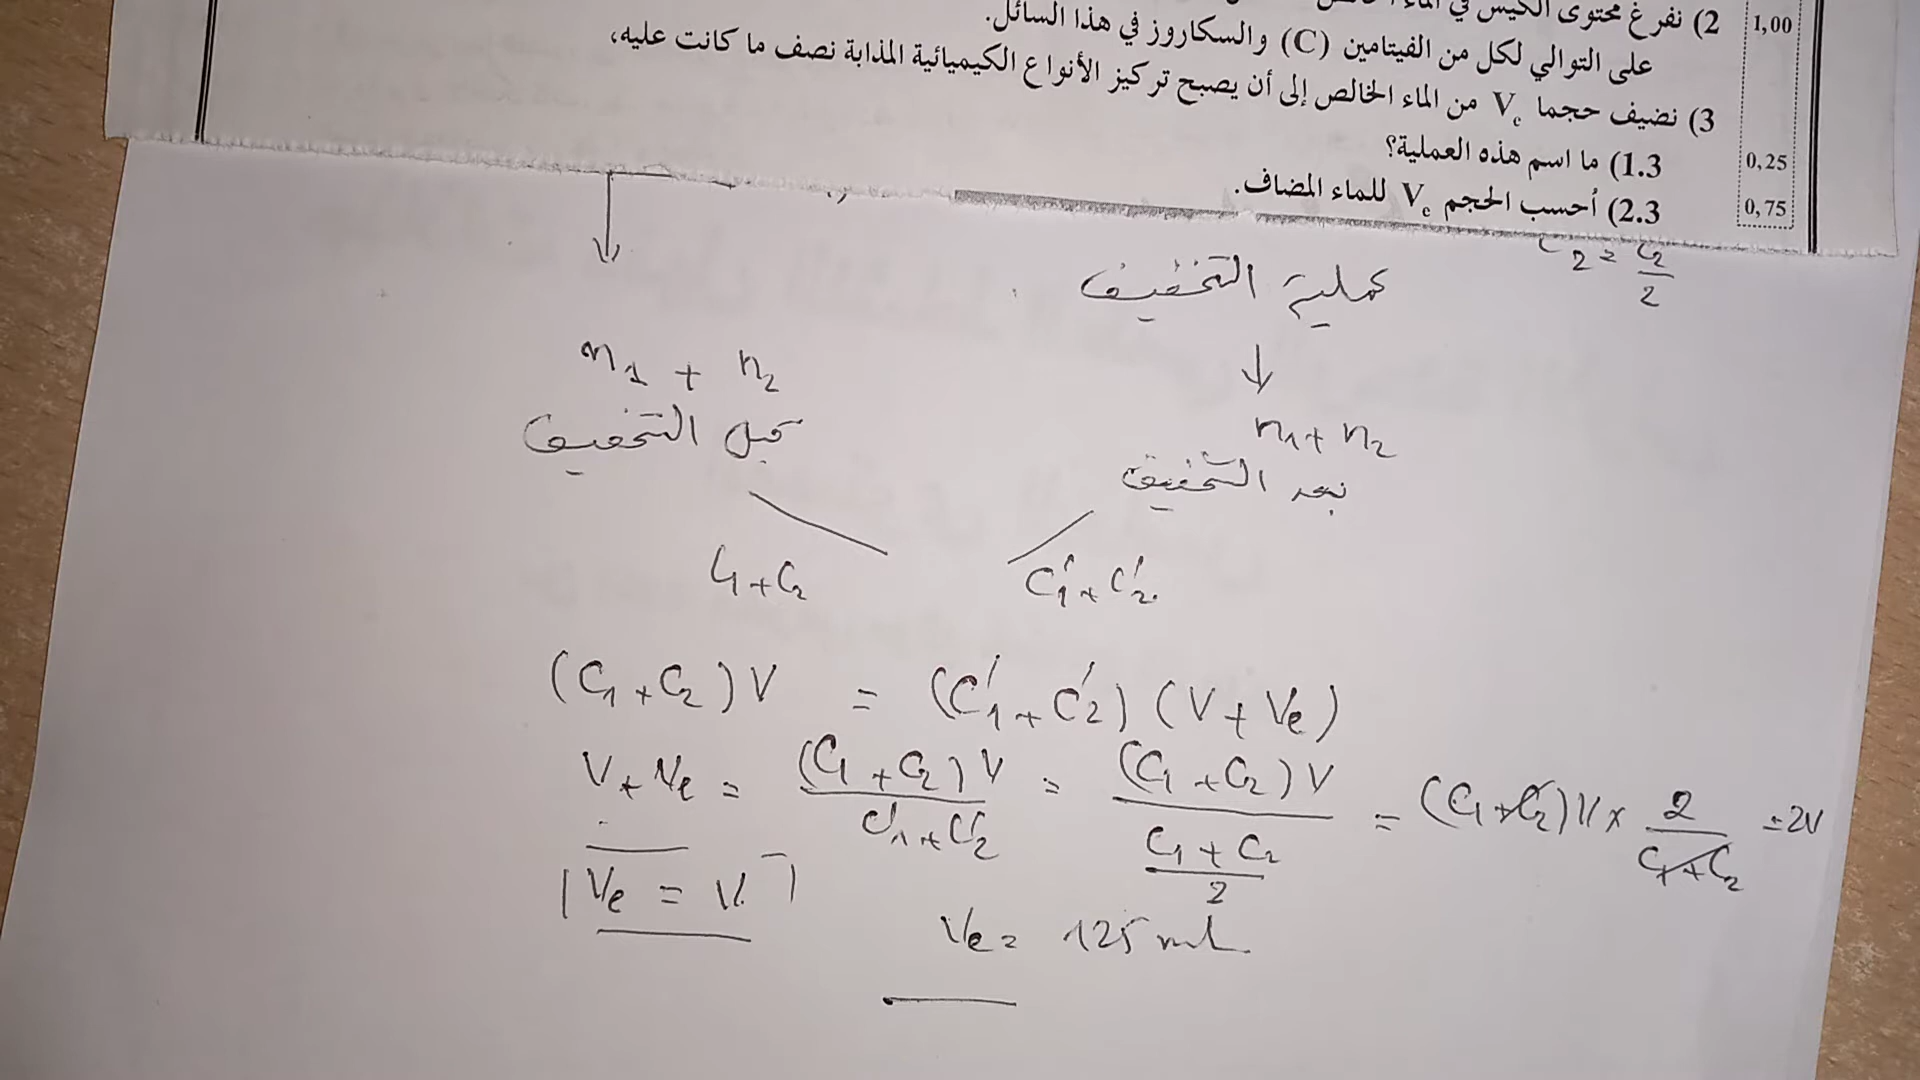 2) نفرغ محتوى الكيس في الماء
1,00
على التوالي لكل من الفيتامين (C) والسكاروز في هذا السائل.
3) نضيف حجما Ve من الماء الخالص إلى أن يصبح تركيز الأنواع الكيميائية المذابة نصف ما كانت عليه،
1.3) ما اسم هذه العملية؟
0,25
2.3) أحسب الحجم Ve للماء المضاف.
0,75
C'2 = C2/2
عملية التخفيف
n1 + n2
قبل التخفيف
n1 + n2
بعد التخفيف
C1 + C2
C'1 + C'2
(C1 + C2) V = (C'1 + C'2) (V + Ve)
V + Ve = (C1 + C2) V / C'1 + C'2 = (C1 + C2) V / (C1 + C2 / 2) = (C1 + C2) V × 2 / C1 + C2 = 2V
Ve = V
Ve = 125 mL